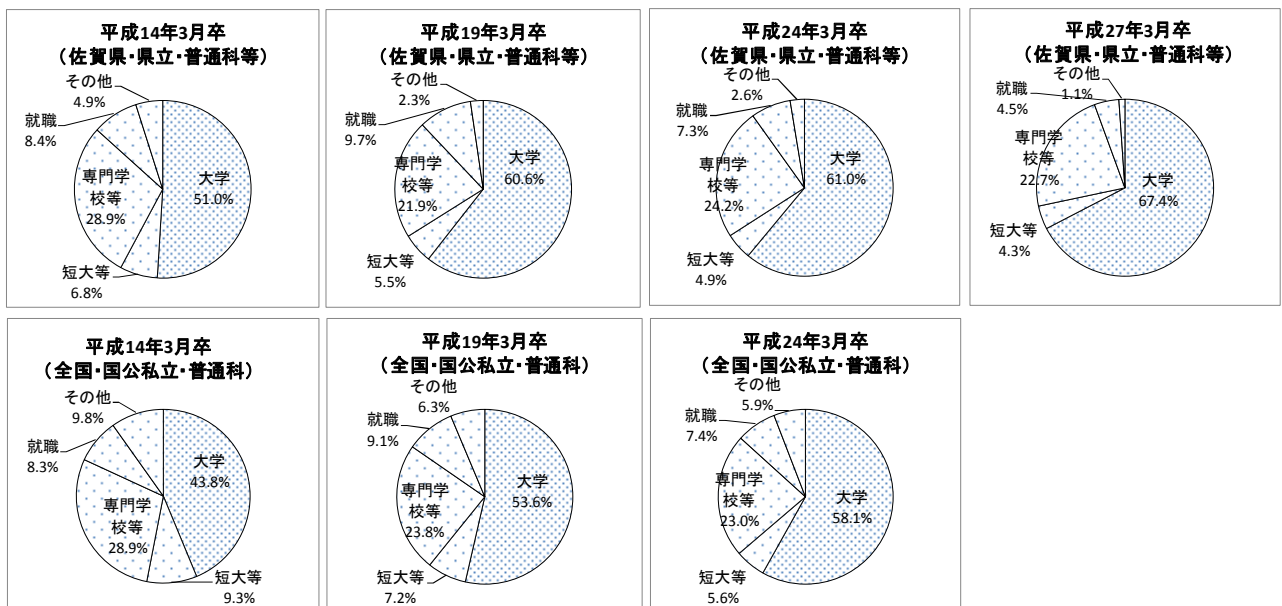 平成14年3月卒
（佐賀県・県立・普通科等）
その他
4.9%
就職
8.4%
専門学
校等
28.9%
大学
51.0%
短大等
6.8%
平成19年3月卒
（佐賀県・県立・普通科等）
その他
2.3%
就職
9.7%
専門学
校等
21.9%
大学
60.6%
短大等
5.5%
平成24年3月卒
（佐賀県・県立・普通科等）
その他
2.6%
就職
7.3%
専門学
校等
24.2%
大学
61.0%
短大等
4.9%
平成27年3月卒
（佐賀県・県立・普通科等）
その他
1.1%
就職
4.5%
専門学
校等
22.7%
大学
67.4%
短大等
4.3%
平成14年3月卒
（全国・国公私立・普通科）
その他
9.8%
就職
8.3%
専門学
校等
28.9%
大学
43.8%
短大等
9.3%
平成19年3月卒
（全国・国公私立・普通科）
その他
6.3%
就職
9.1%
専門学
校等
23.8%
大学
53.6%
短大等
7.2%
平成24年3月卒
（全国・国公私立・普通科）
その他
5.9%
就職
7.4%
専門学
校等
23.0%
大学
58.1%
短大等
5.6%